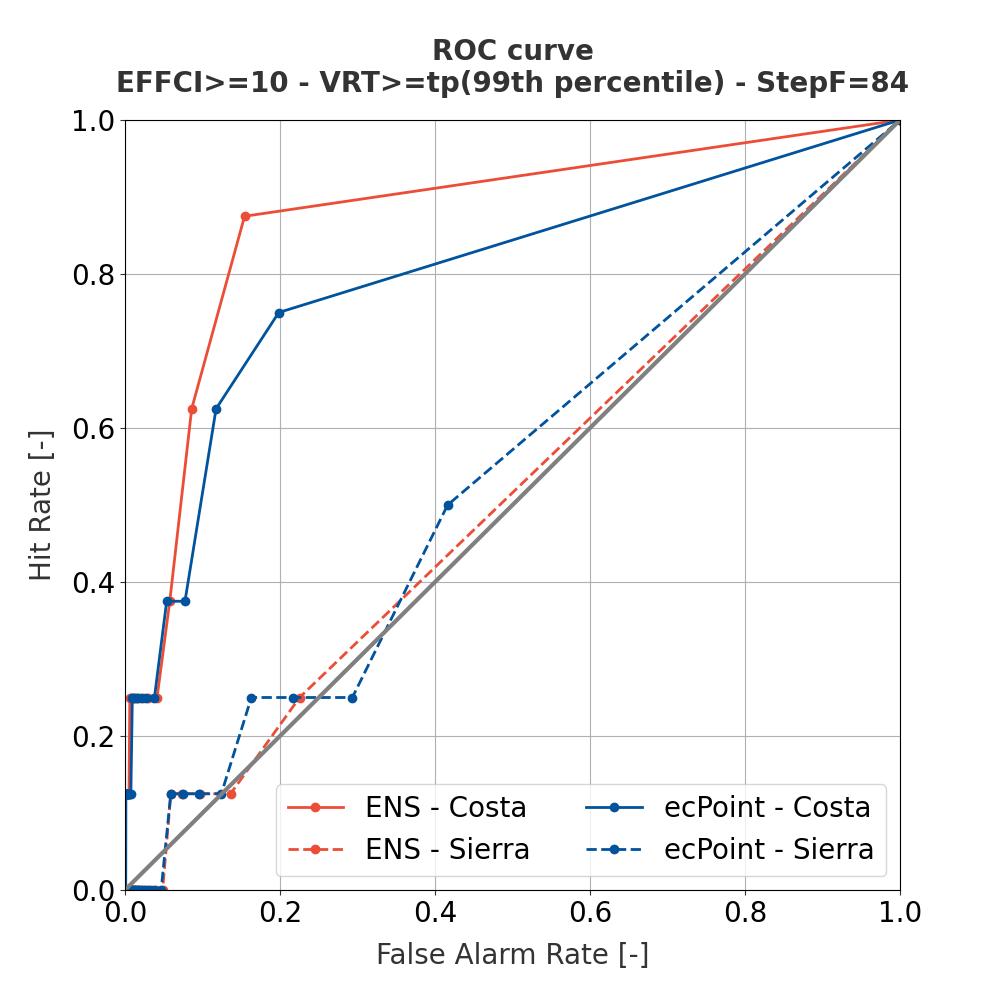 ROC curve
EFFCI>=10 - VRT>=tp(99th percentile) - StepF=84
1.0
0.8
0.6
0.4
0.2
0.0
Hit Rate [-]
ENS - Costa
ENS - Sierra
ecPoint - Costa
ecPoint - Sierra
0.0 0.2 0.4 0.6 0.8 1.0
False Alarm Rate [-]